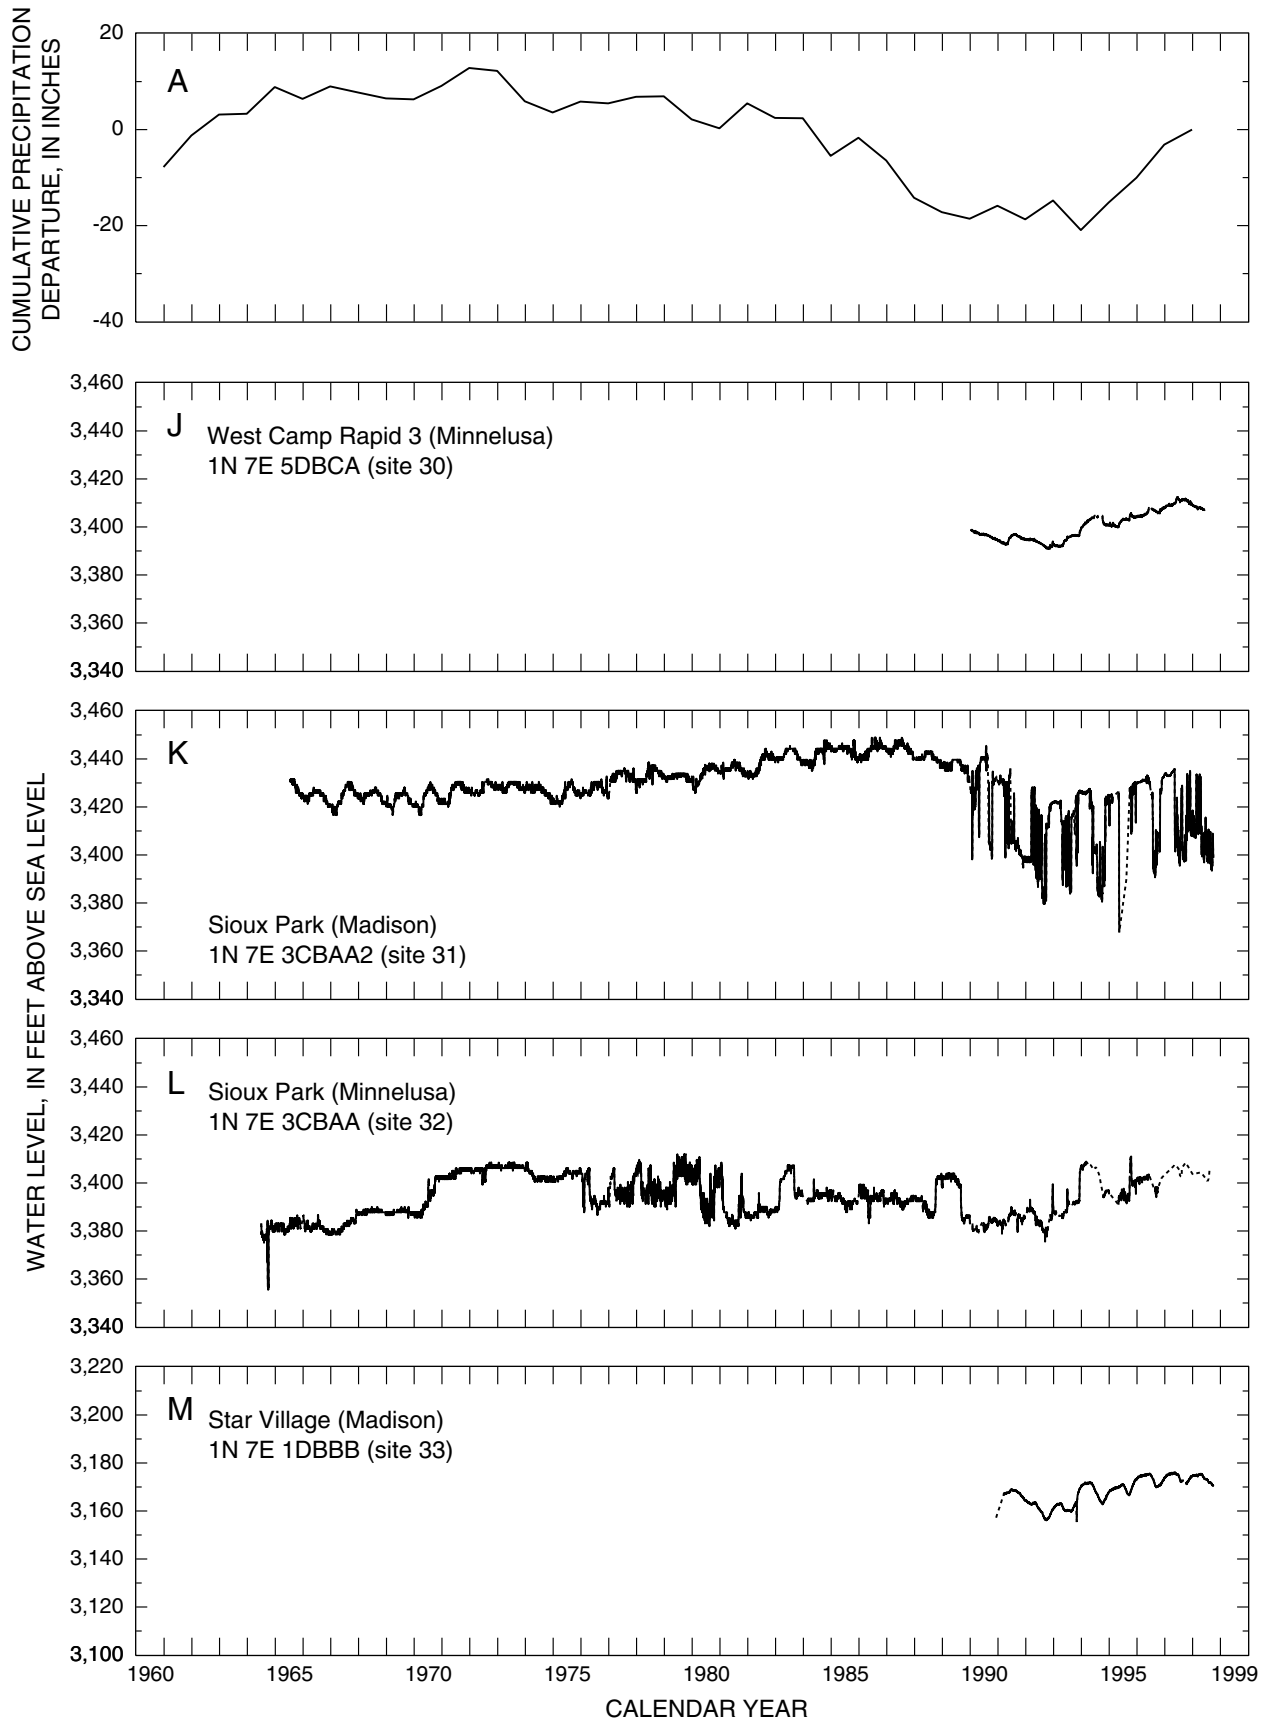 CUMULATIVE PRECIPITATION
DEPARTURE, IN INCHES
20
0
-20
-40
A
WATER LEVEL, IN FEET ABOVE SEA LEVEL
3,460
3,440
3,420
3,400
3,380
3,360
3,340
J
West Camp Rapid 3 (Minnelusa)
1N 7E 5DBCA (site 30)
3,460
3,440
3,420
3,400
3,380
3,360
3,340
K
Sioux Park (Madison)
1N 7E 3CBAA2 (site 31)
3,460
3,440
3,420
3,400
3,380
3,360
3,340
L
Sioux Park (Minnelusa)
1N 7E 3CBAA (site 32)
3,220
3,200
3,180
3,160
3,140
3,120
3,100
M
Star Village (Madison)
1N 7E 1DBBB (site 33)
1960 1965 1970 1975 1980 1985 1990 1995 1999
CALENDAR YEAR